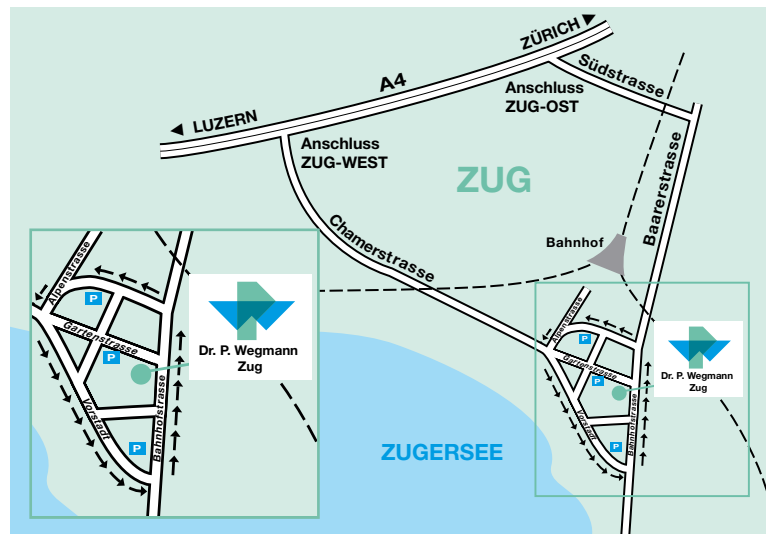 ZÜRICH
A4
LUZERN
Südstrasse
Anschluss
ZUG-OST
Anschluss
ZUG-WEST
ZUG
Baarerstrasse
Chamerstrasse
Bahnhof
ZUGERSEE
Alpenstrasse
P
Gartenstrasse
P
Vorstadt
Bahnhofstrasse
P
Dr. P. Wegmann
Zug
Alpenstrasse
P
Gartenstrasse
P
Vorstadt
Bahnhofstrasse
P
Dr. P. Wegmann
Zug